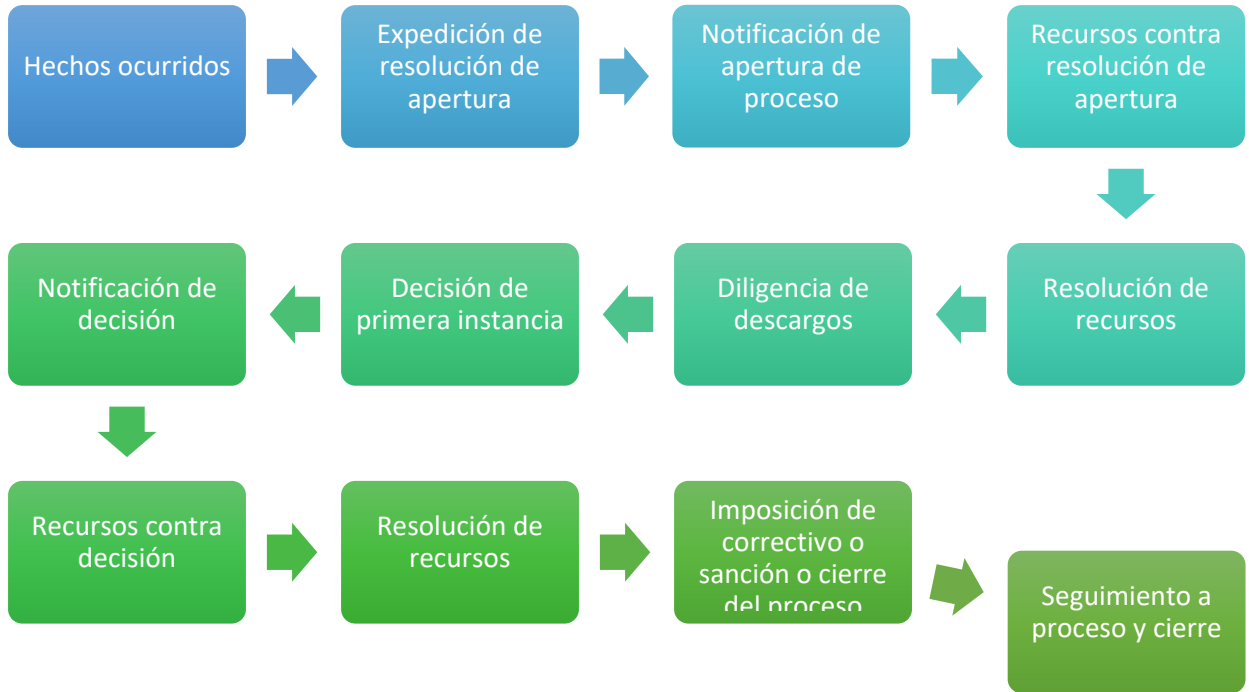 Hechos ocurridos
Expedición de
resolución de
apertura
Notificación de
apertura de
proceso
Recursos contra
resolución de
apertura
Resolución de
recursos
Diligencia de
descargos
Decisión de
primera instancia
Notificación de
decisión
Recursos contra
decisión
Resolución de
recursos
Imposición de
correctivo o
sanción o cierre
del proceso
Seguimiento a
proceso y cierre